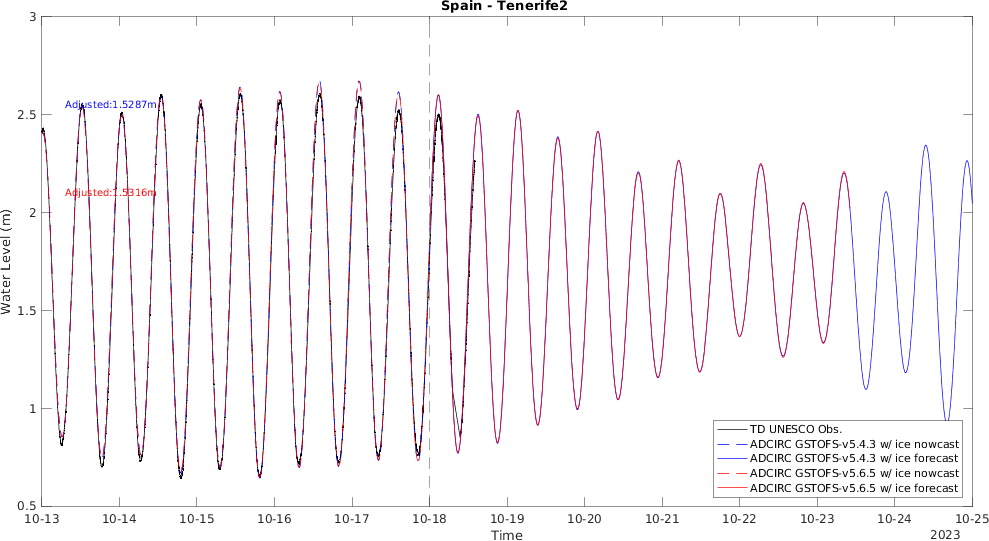 Spain - Tenerife2
3
2.5
2
1.5
1
0.5
Water Level (m)
Adjusted:1.5287m
Adjusted:1.5316m
TD UNESCO Obs.
ADCIRC GSTOFS-v5.4.3 w/ ice nowcast
ADCIRC GSTOFS-v5.4.3 w/ ice forecast
ADCIRC GSTOFS-v5.6.5 w/ ice nowcast
ADCIRC GSTOFS-v5.6.5 w/ ice forecast
10-13 10-14 10-15 10-16 10-17 10-18 10-19 10-20 10-21 10-22 10-23 10-24 10-25
Time
2023